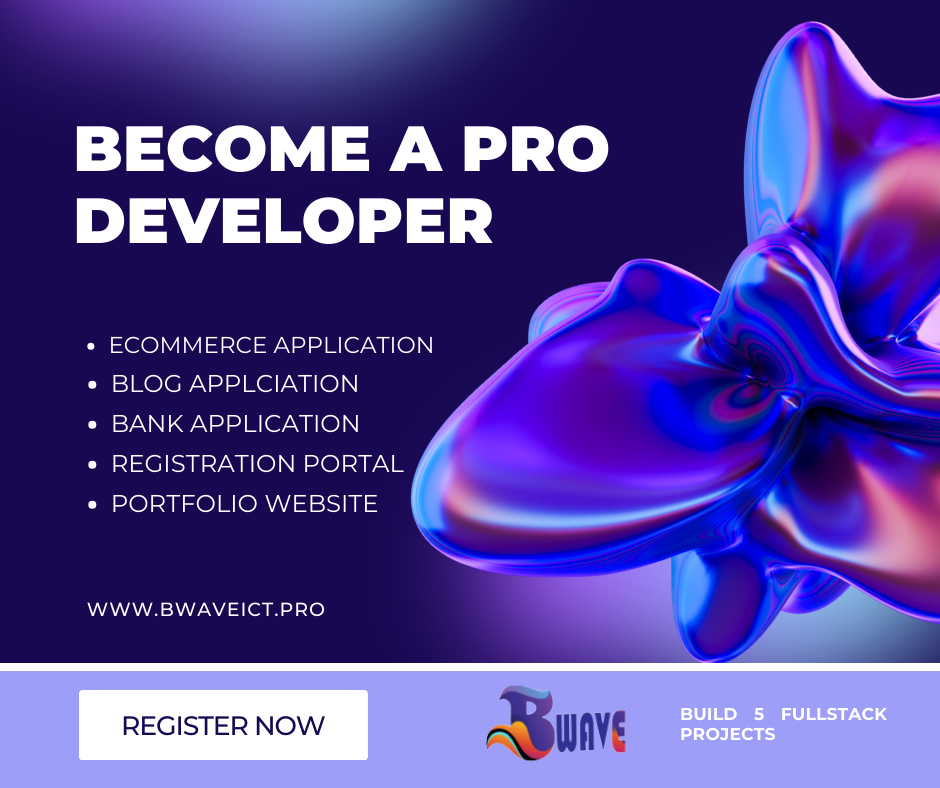 BECOME A PRO
DEVELOPER
• ECOMMERCE APPLICATION
• BLOG APPLCIATION
• BANK APPLICATION
• REGISTRATION PORTAL
• PORTFOLIO WEBSITE
WWW.BWAVEICT.PRO
REGISTER NOW
BWAVE
BUILD 5 FULLSTACK
PROJECTS